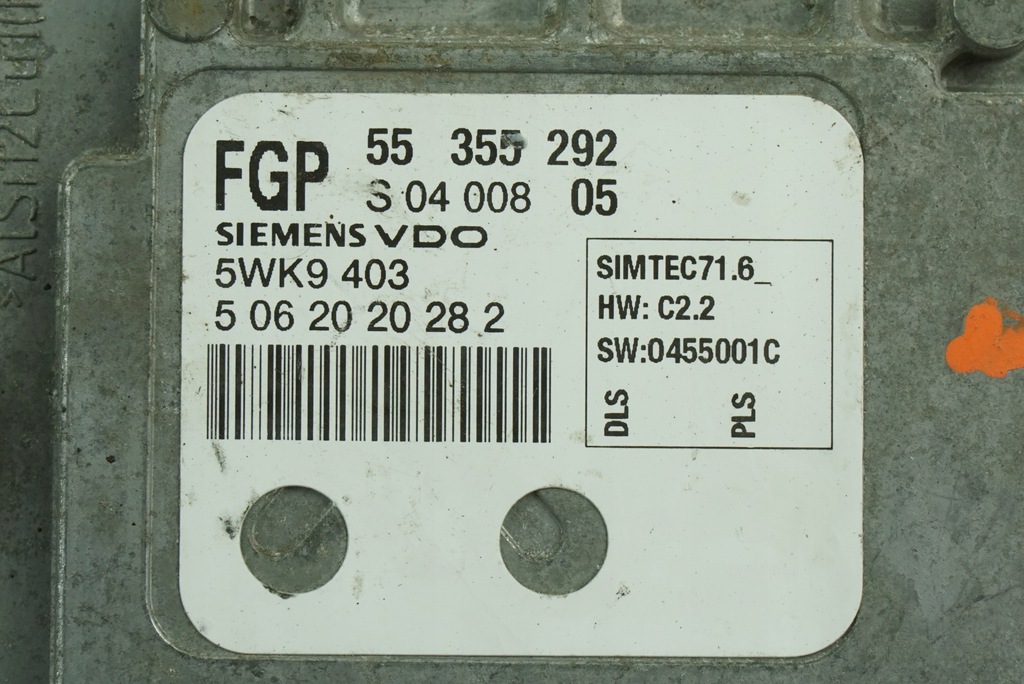 FGP 55 355 292
S 04 008 05
SIEMENS VDO
5WK9 403
5 06 20 20 28 2
SIMTEC71.6_
HW: C2.2
SW:0455001C
DLS PLS